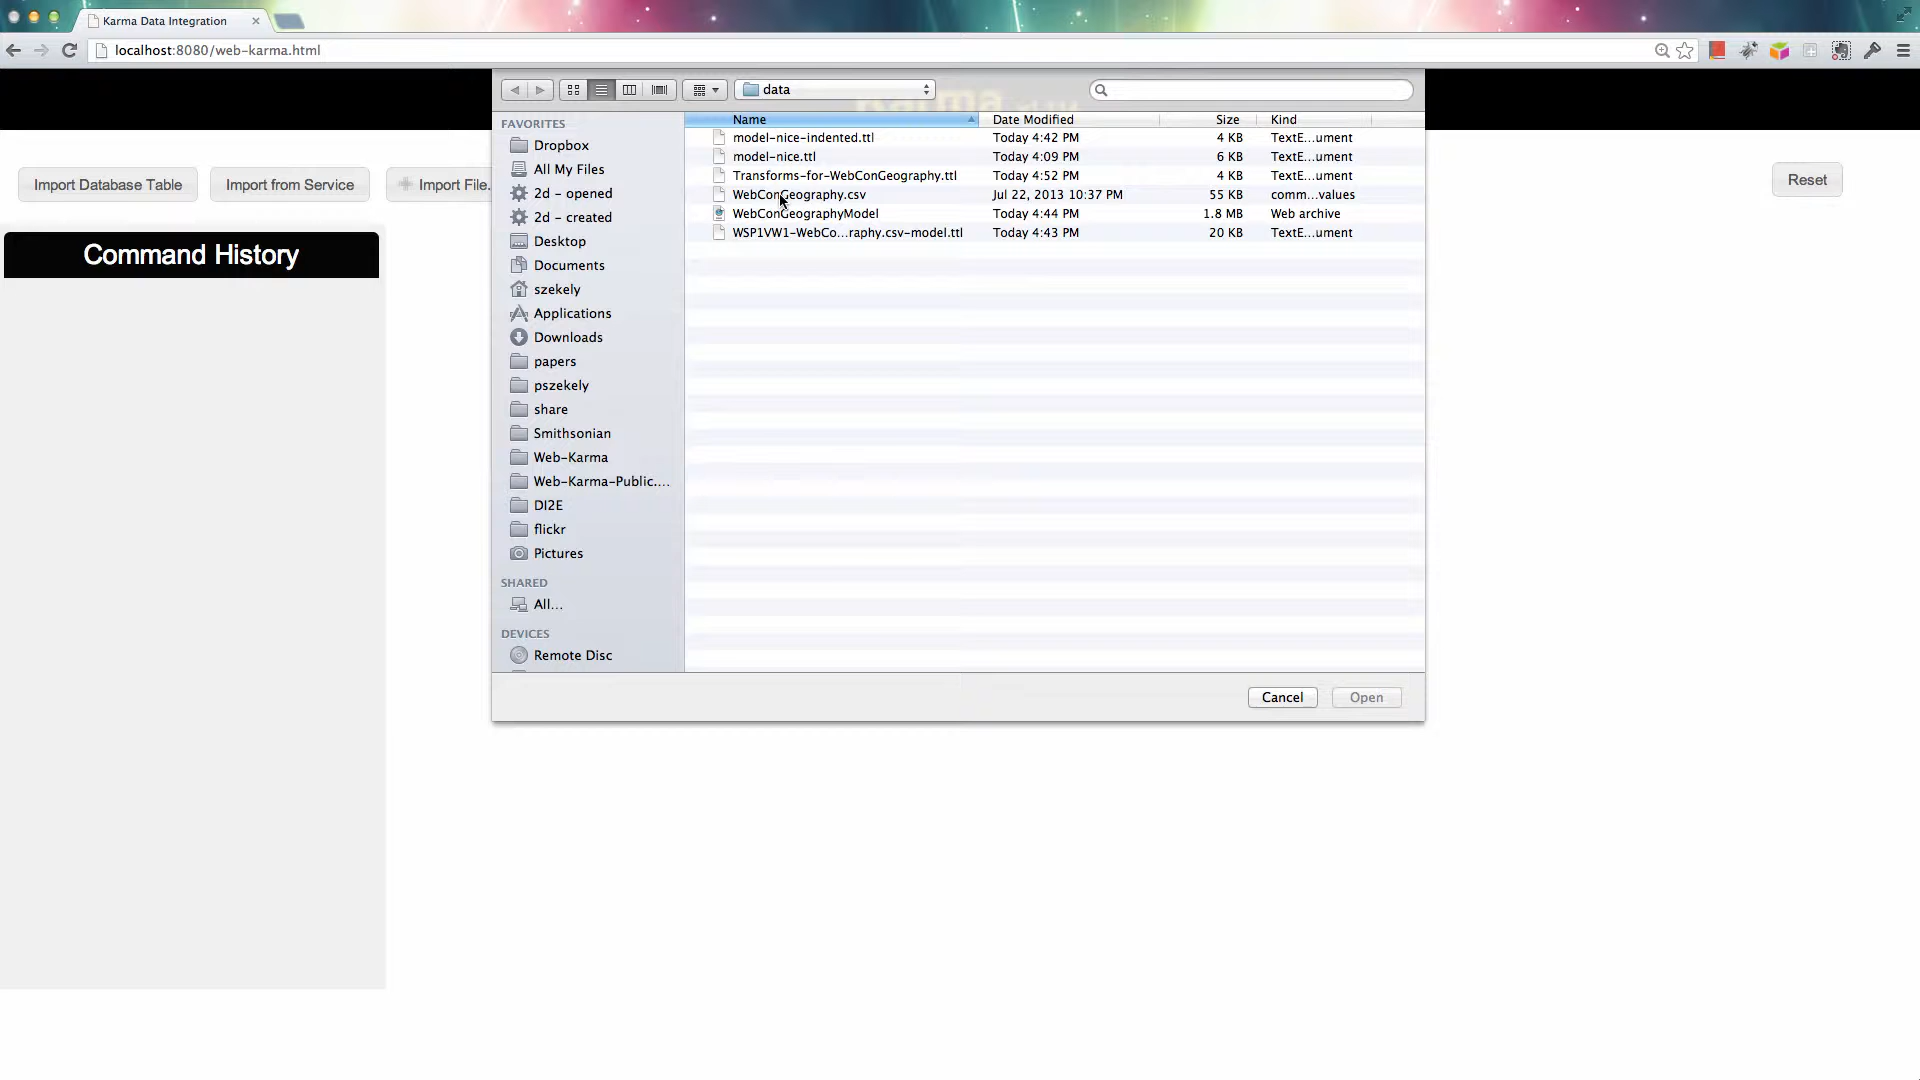 Karma Data Integration
localhost:8080/web-karma.html
data
Name Date Modified Size Kind
FAVORITES
Dropbox
All My Files
2d - opened
2d - created
Desktop
Documents
szekely
Applications
Downloads
papers
pszekely
share
Smithsonian
Web-Karma
Web-Karma-Public....
DI2E
flickr
Pictures
SHARED
All...
DEVICES
Remote Disc
model-nice-indented.ttl Today 4:42 PM 4 KB TextE...ument
model-nice.ttl Today 4:09 PM 6 KB TextE...ument
Transforms-for-WebConGeography.ttl Today 4:52 PM 4 KB TextE...ument
WebConGeography.csv Jul 22, 2013 10:37 PM 55 KB comm...values
WebConGeographyModel Today 4:44 PM 1.8 MB Web archive
WSP1VW1-WebCo...raphy.csv-model.ttl Today 4:43 PM 20 KB TextE...ument
Cancel Open
Import Database Table Import from Service Import File. Reset
Command History